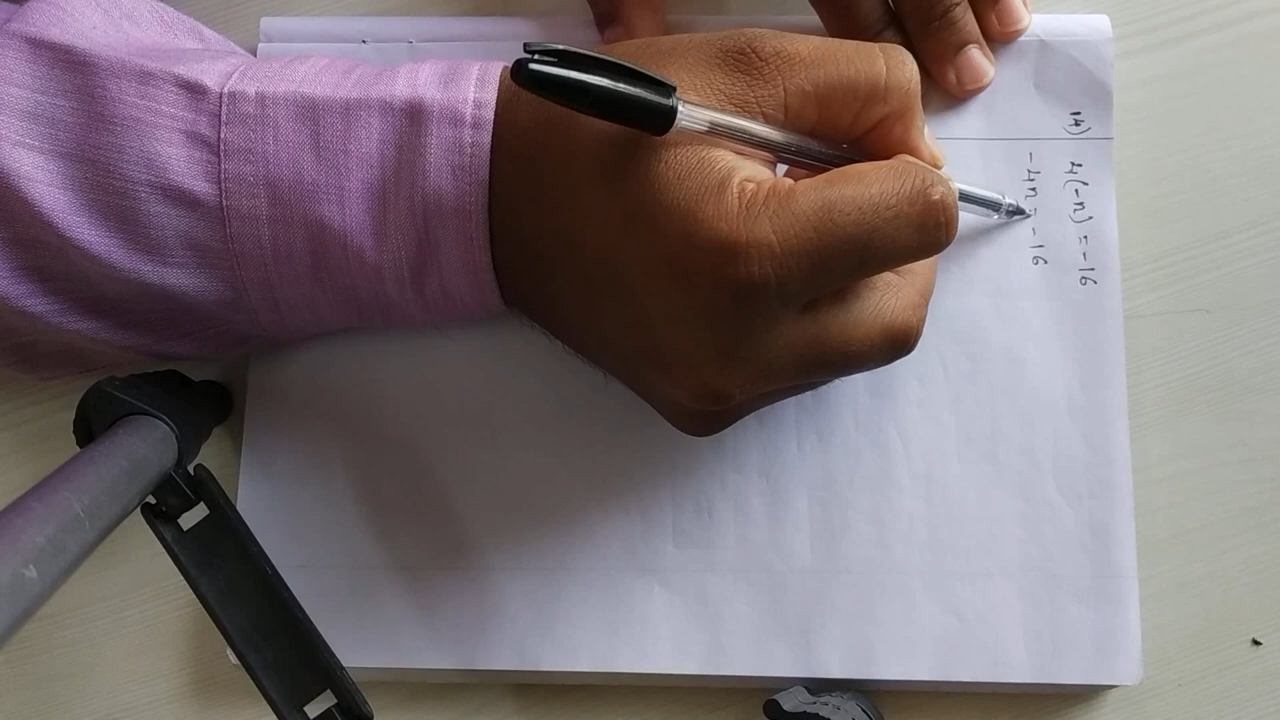 14) 4(-n) = -16
-4n = -16